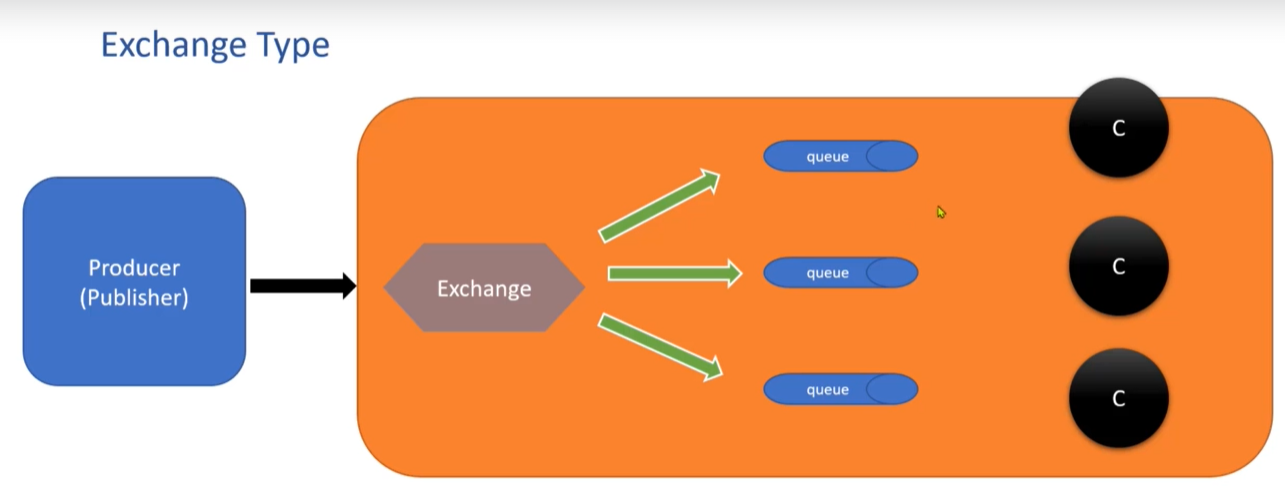 Exchange Type
Producer
(Publisher)
Exchange
queue
queue
queue
C
C
C